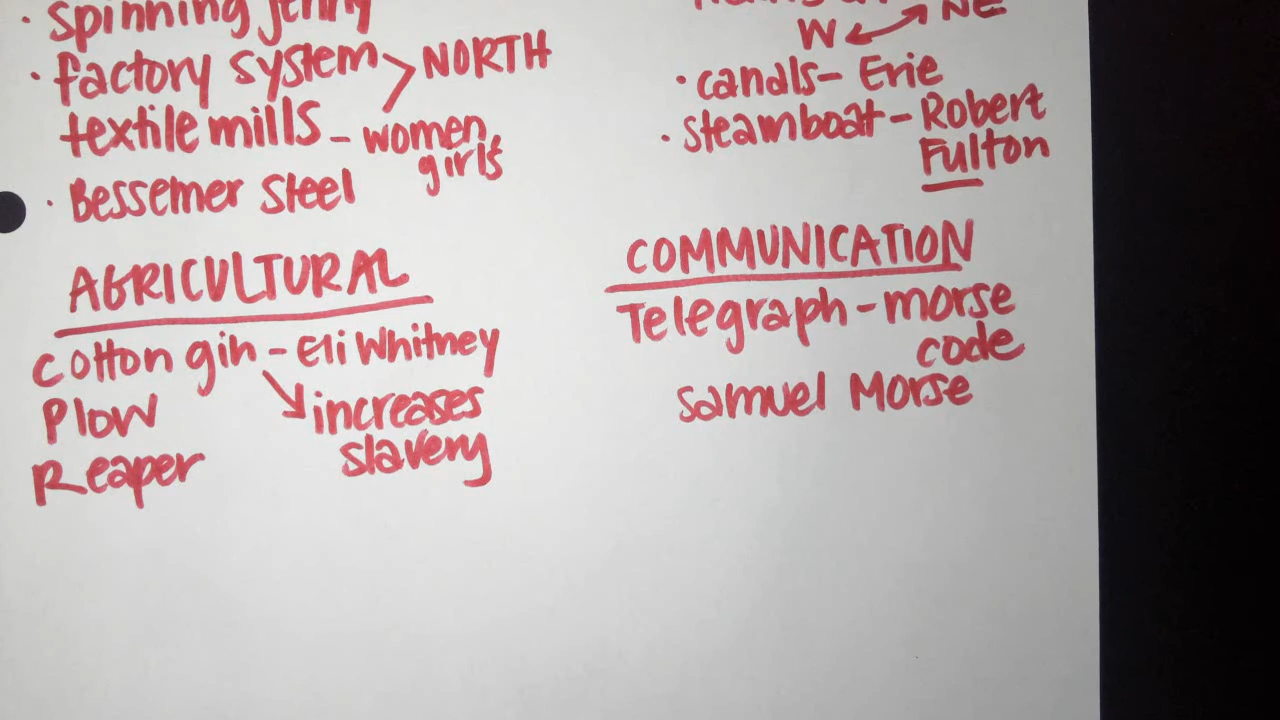 • spinning jenny
• factory system > NORTH
textile mills - women,
girls
• Bessemer Steel
AGRICULTURAL
cotton gin - Eli Whitney
increases
slavery
Plow
Reaper
W NE
• canals - Erie
• steamboat - Robert
Fulton
COMMUNICATION
Telegraph - morse
code
Samuel Morse